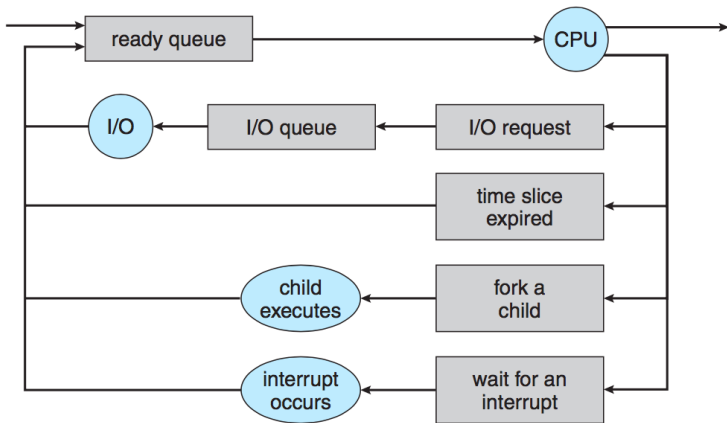 ready queue
CPU
I/O
I/O queue
I/O request
time slice
expired
child
executes
fork a
child
interrupt
occurs
wait for an
interrupt